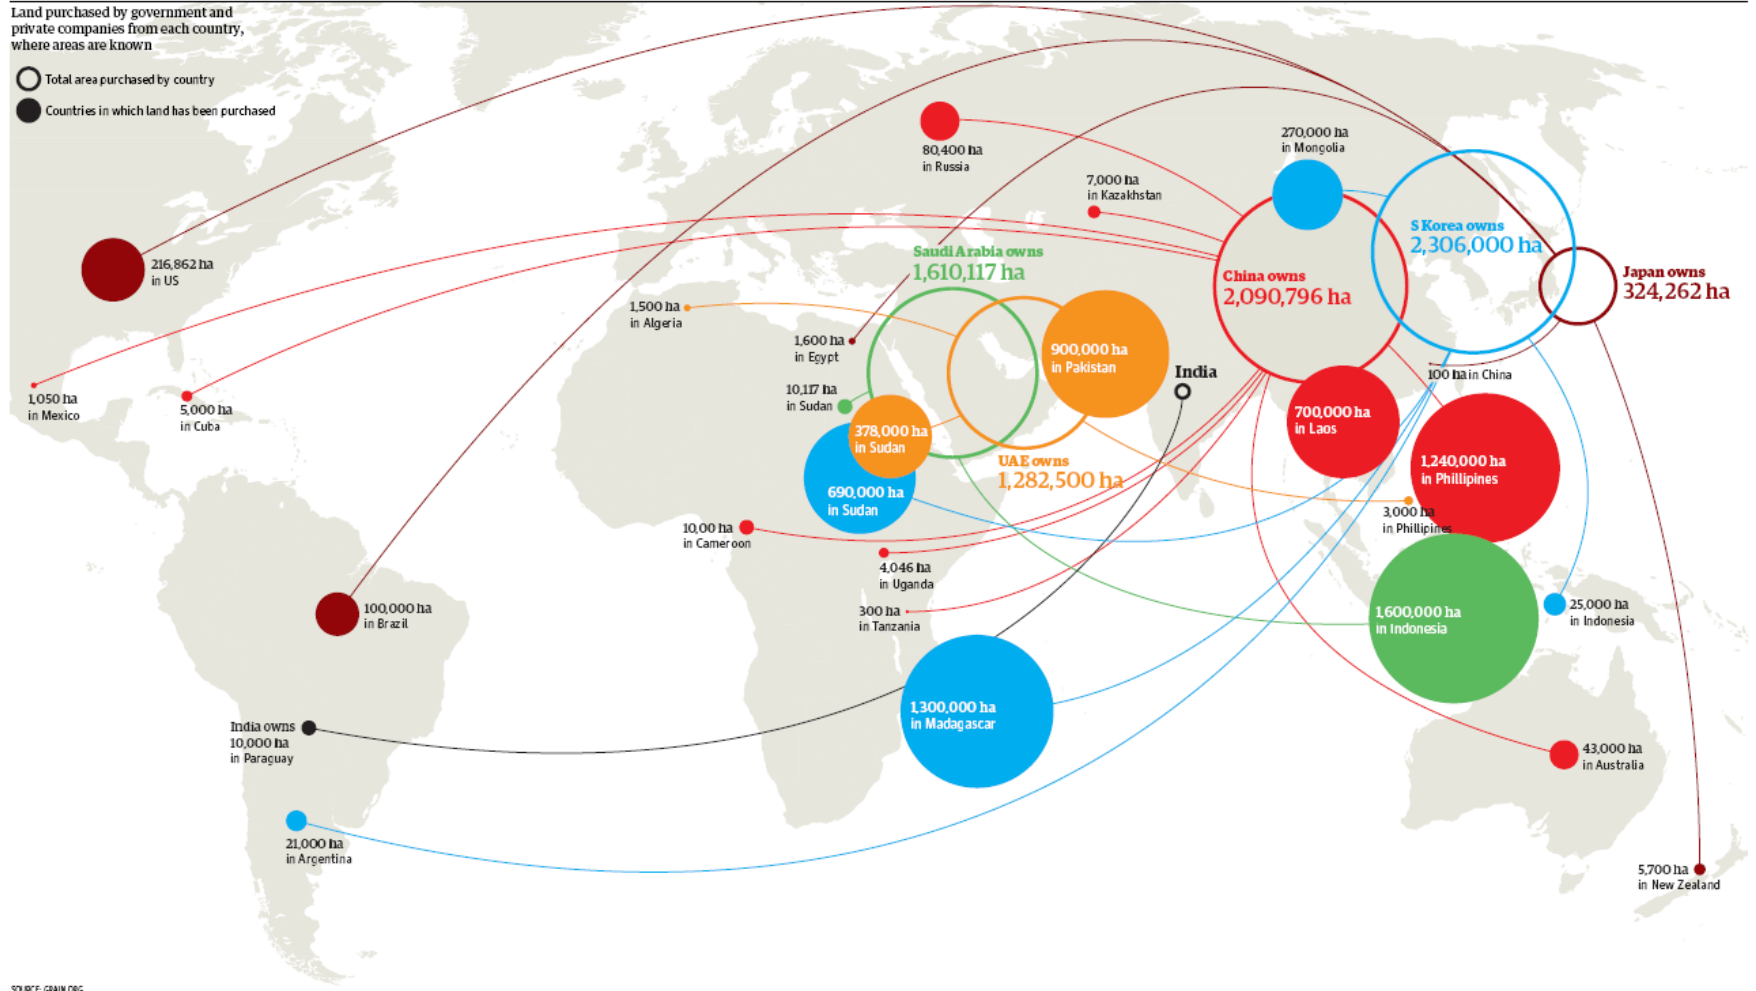 Land purchased by government and
private companies from each country,
where areas are known
Total area purchased by country
Countries in which land has been purchased
216,862 ha
in US
1,050 ha
in Mexico
5,000 ha
in Cuba
100,000 ha
in Brazil
India owns
10,000 ha
in Paraguay
21,000 ha
in Argentina
80,400 ha
in Russia
7,000 ha
in Kazakhstan
270,000 ha
in Mongolia
S Korea owns
2,306,000 ha
Saudi Arabia owns
1,610,117 ha
China owns
2,090,796 ha
Japan owns
324,262 ha
1,500 ha
in Algeria
1,600 ha
in Egypt
10,117 ha
in Sudan
900,000 ha
in Pakistan
India
100 ha in China
378,000 ha
in Sudan
700,000 ha
in Laos
UAE owns
1,282,500 ha
690,000 ha
in Sudan
1,240,000 ha
in Phillipines
3,000 ha
in Phillipines
10,00 ha
in Cameroon
4,046 ha
in Uganda
300 ha
in Tanzania
1,600,000 ha
in Indonesia
25,000 ha
in Indonesia
1,300,000 ha
in Madagascar
43,000 ha
in Australia
5,700 ha
in New Zealand
SOURCE: GRAIN.ORG